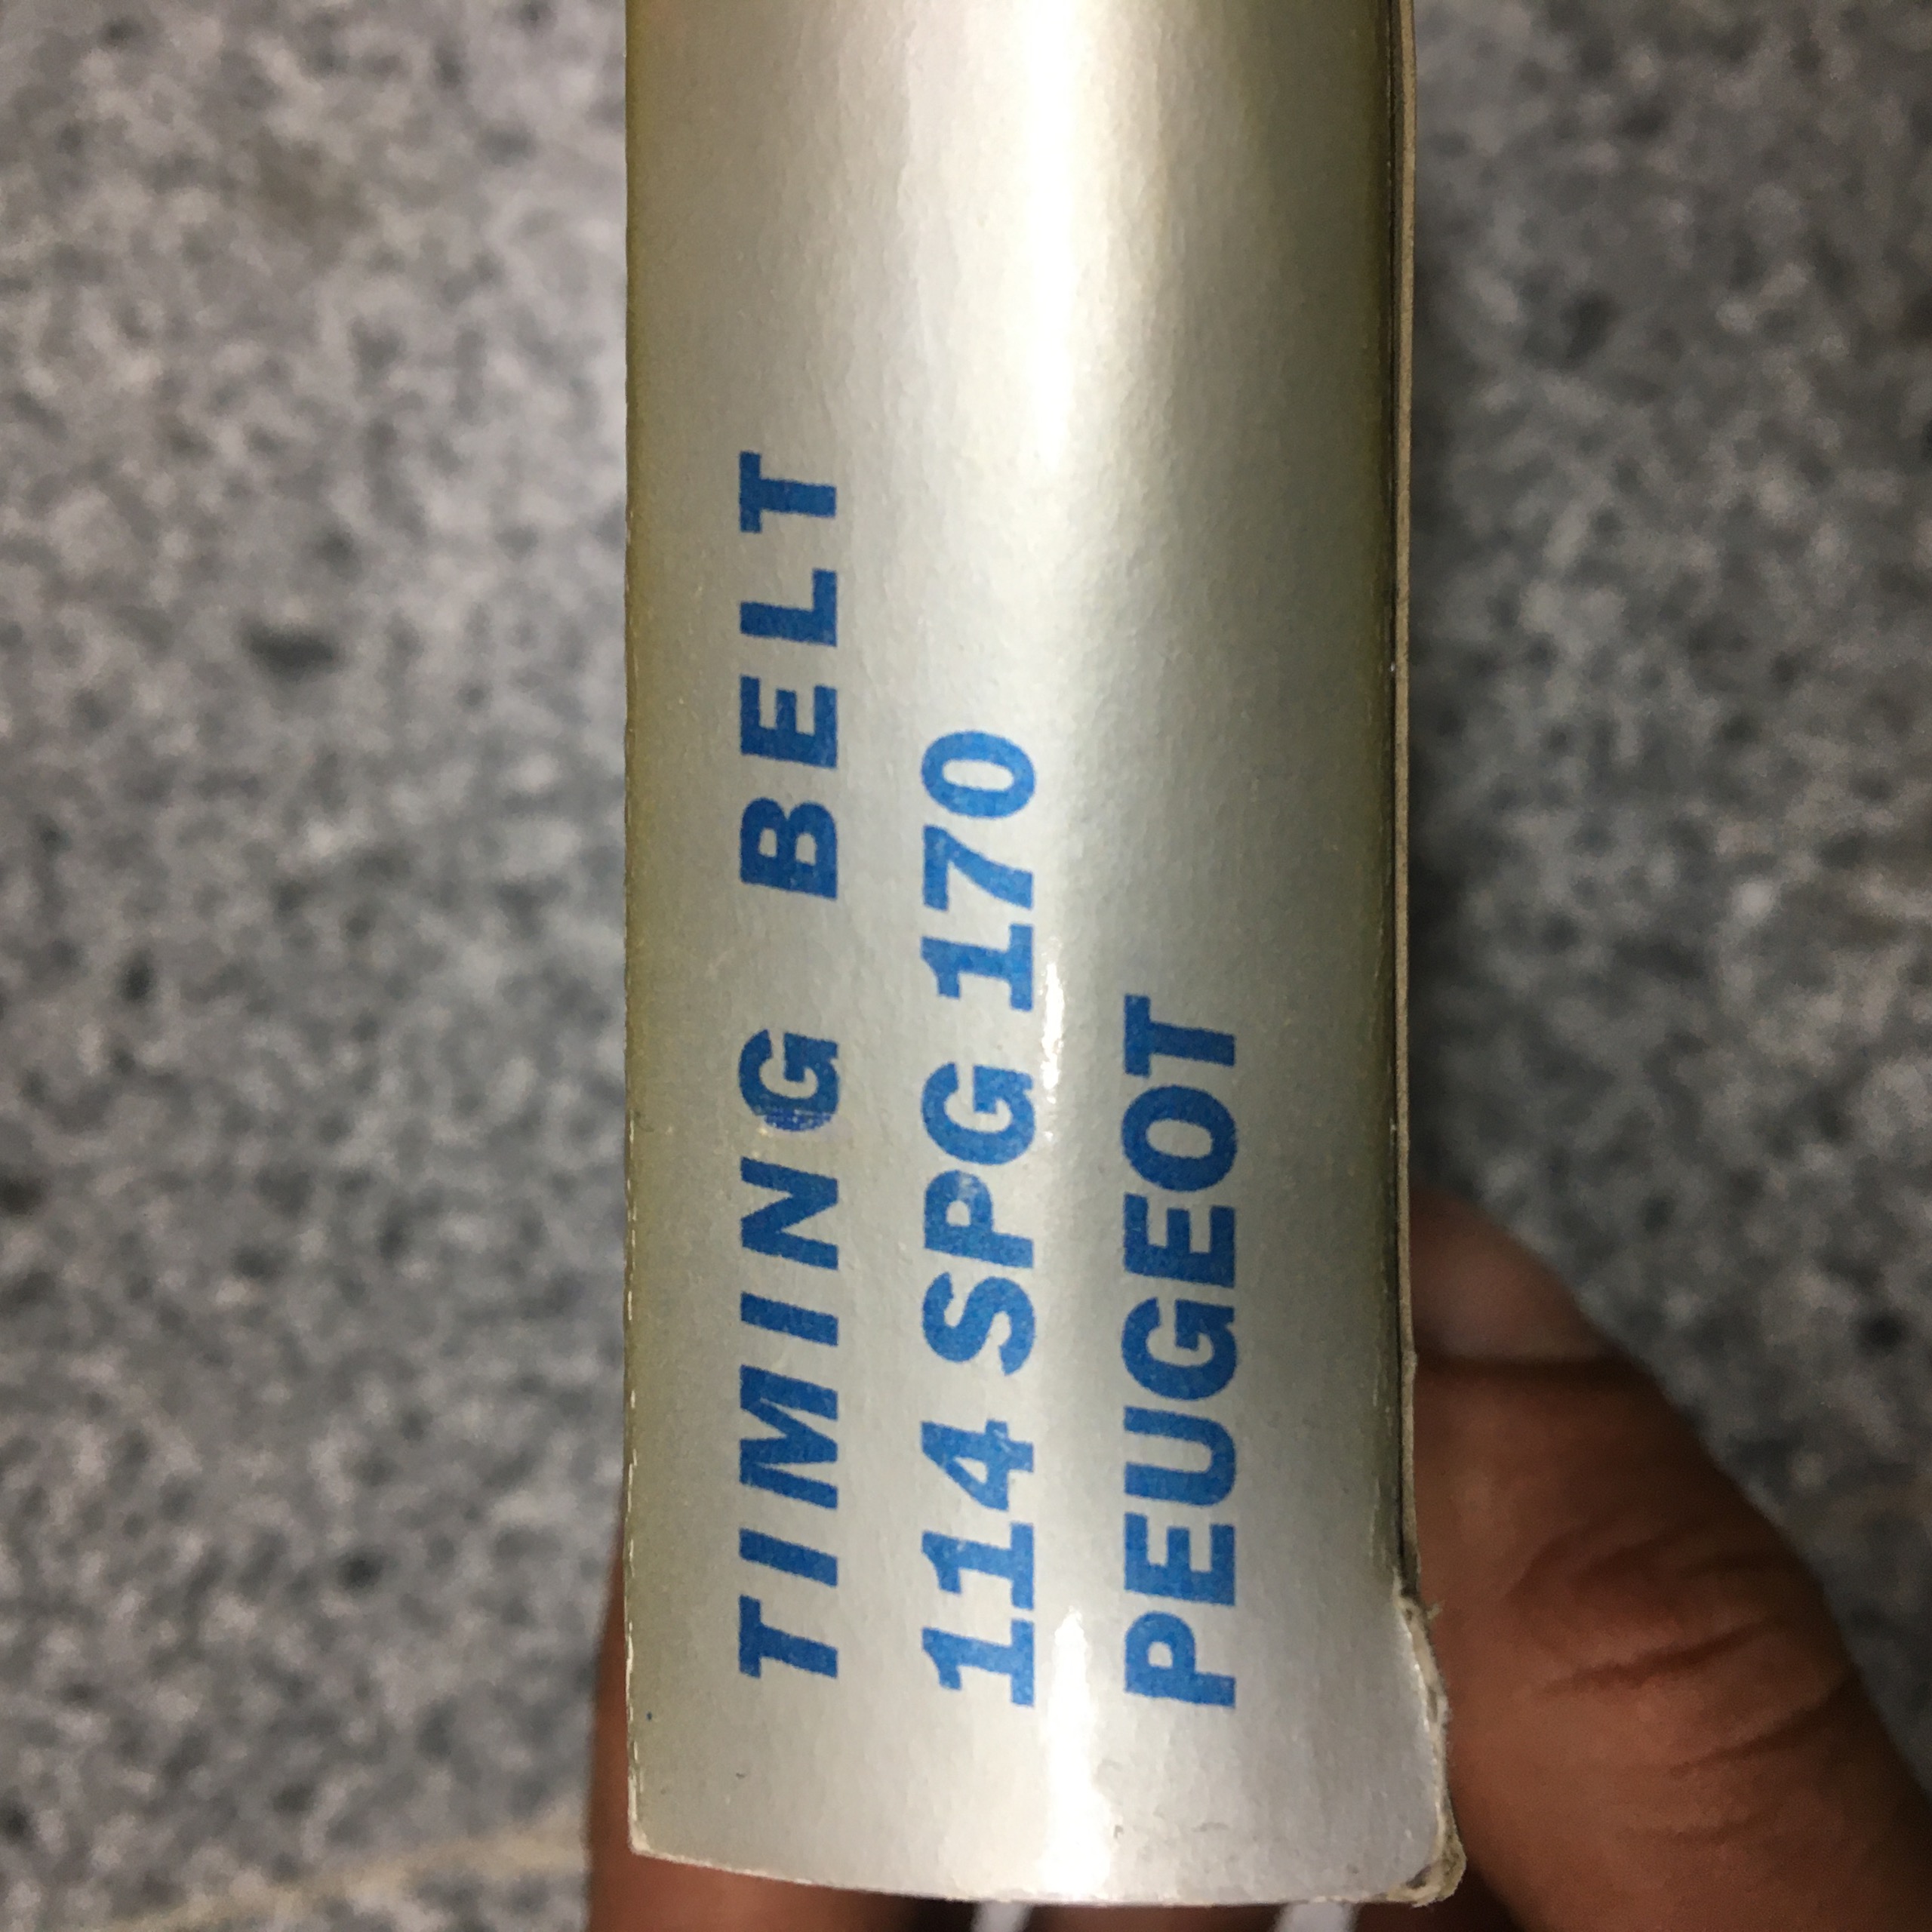 TIMING BELT
114 SPG 170
PEUGEOT